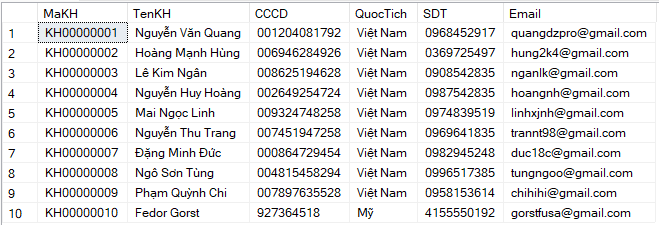 MaKH TenKH CCCD QuocTich SDT Email
1 KH00000001 Nguyễn Văn Quang 001204081792 Việt Nam 0968452917 quangdzpro@gmail.com
2 KH00000002 Hoàng Mạnh Hùng 006946284926 Việt Nam 0369725497 hung2k4@gmail.com
3 KH00000003 Lê Kim Ngân 008625194628 Việt Nam 0908542835 nganlk@gmail.com
4 KH00000004 Nguyễn Huy Hoàng 002649254724 Việt Nam 0987542835 hoangnh@gmail.com
5 KH00000005 Mai Ngọc Linh 009324748258 Việt Nam 0974839519 linhxjnh@gmail.com
6 KH00000006 Nguyễn Thu Trang 007451947258 Việt Nam 0969641835 trannt98@gmail.com
7 KH00000007 Đặng Minh Đức 000864729454 Việt Nam 0982945248 duc18c@gmail.com
8 KH00000008 Ngô Sơn Tùng 004815458294 Việt Nam 0996517385 tungngoo@gmail.com
9 KH00000009 Phạm Quỳnh Chi 007897635528 Việt Nam 0958153614 chihihi@gmail.com
10 KH00000010 Fedor Gorst 927364518 Mỹ 4155550192 gorstfusa@gmail.com